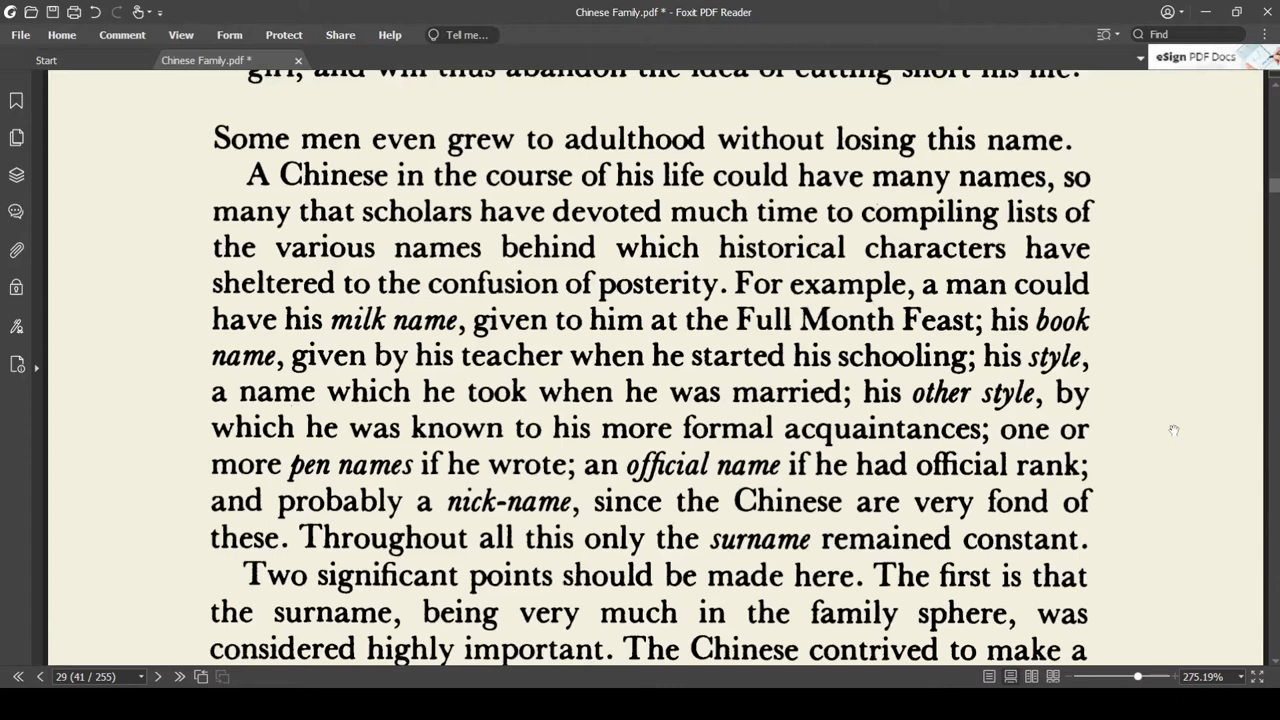 Chinese Family.pdf * - Foxit PDF Reader
File Home Comment View Form Protect Share Help Tell me... Find
Start Chinese Family.pdf * eSign PDF Docs
girl, and will thus abandon the idea of cutting short his life.
Some men even grew to adulthood without losing this name.
A Chinese in the course of his life could have many names, so
many that scholars have devoted much time to compiling lists of
the various names behind which historical characters have
sheltered to the confusion of posterity. For example, a man could
have his milk name, given to him at the Full Month Feast; his book
name, given by his teacher when he started his schooling; his style,
a name which he took when he was married; his other style, by
which he was known to his more formal acquaintances; one or
more pen names if he wrote; an official name if he had official rank;
and probably a nick-name, since the Chinese are very fond of
these. Throughout all this only the surname remained constant.
Two significant points should be made here. The first is that
the surname, being very much in the family sphere, was
considered highly important. The Chinese contrived to make a
29 (41 / 255) 275.19%